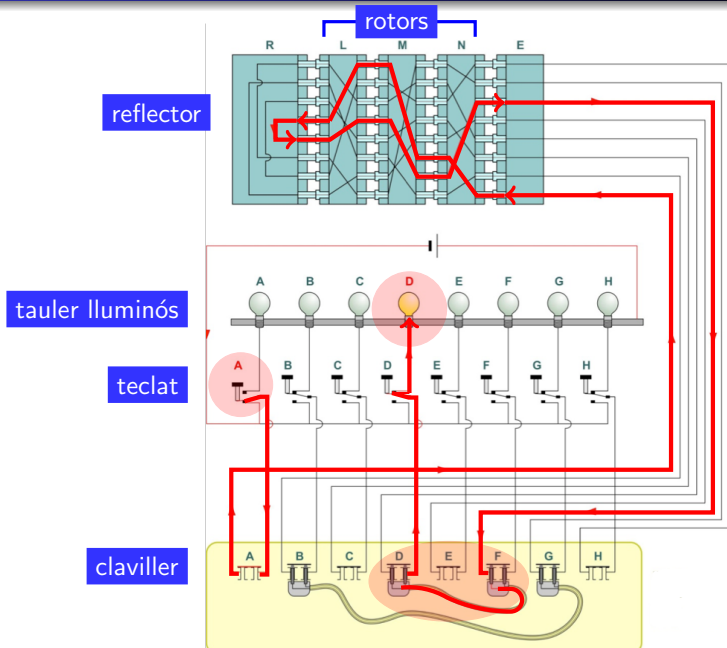 rotors
R L M N E
reflector
A B C D E F G H
tauler lluminós
A B C D E F G H
teclat
A B C D E F G H
claviller